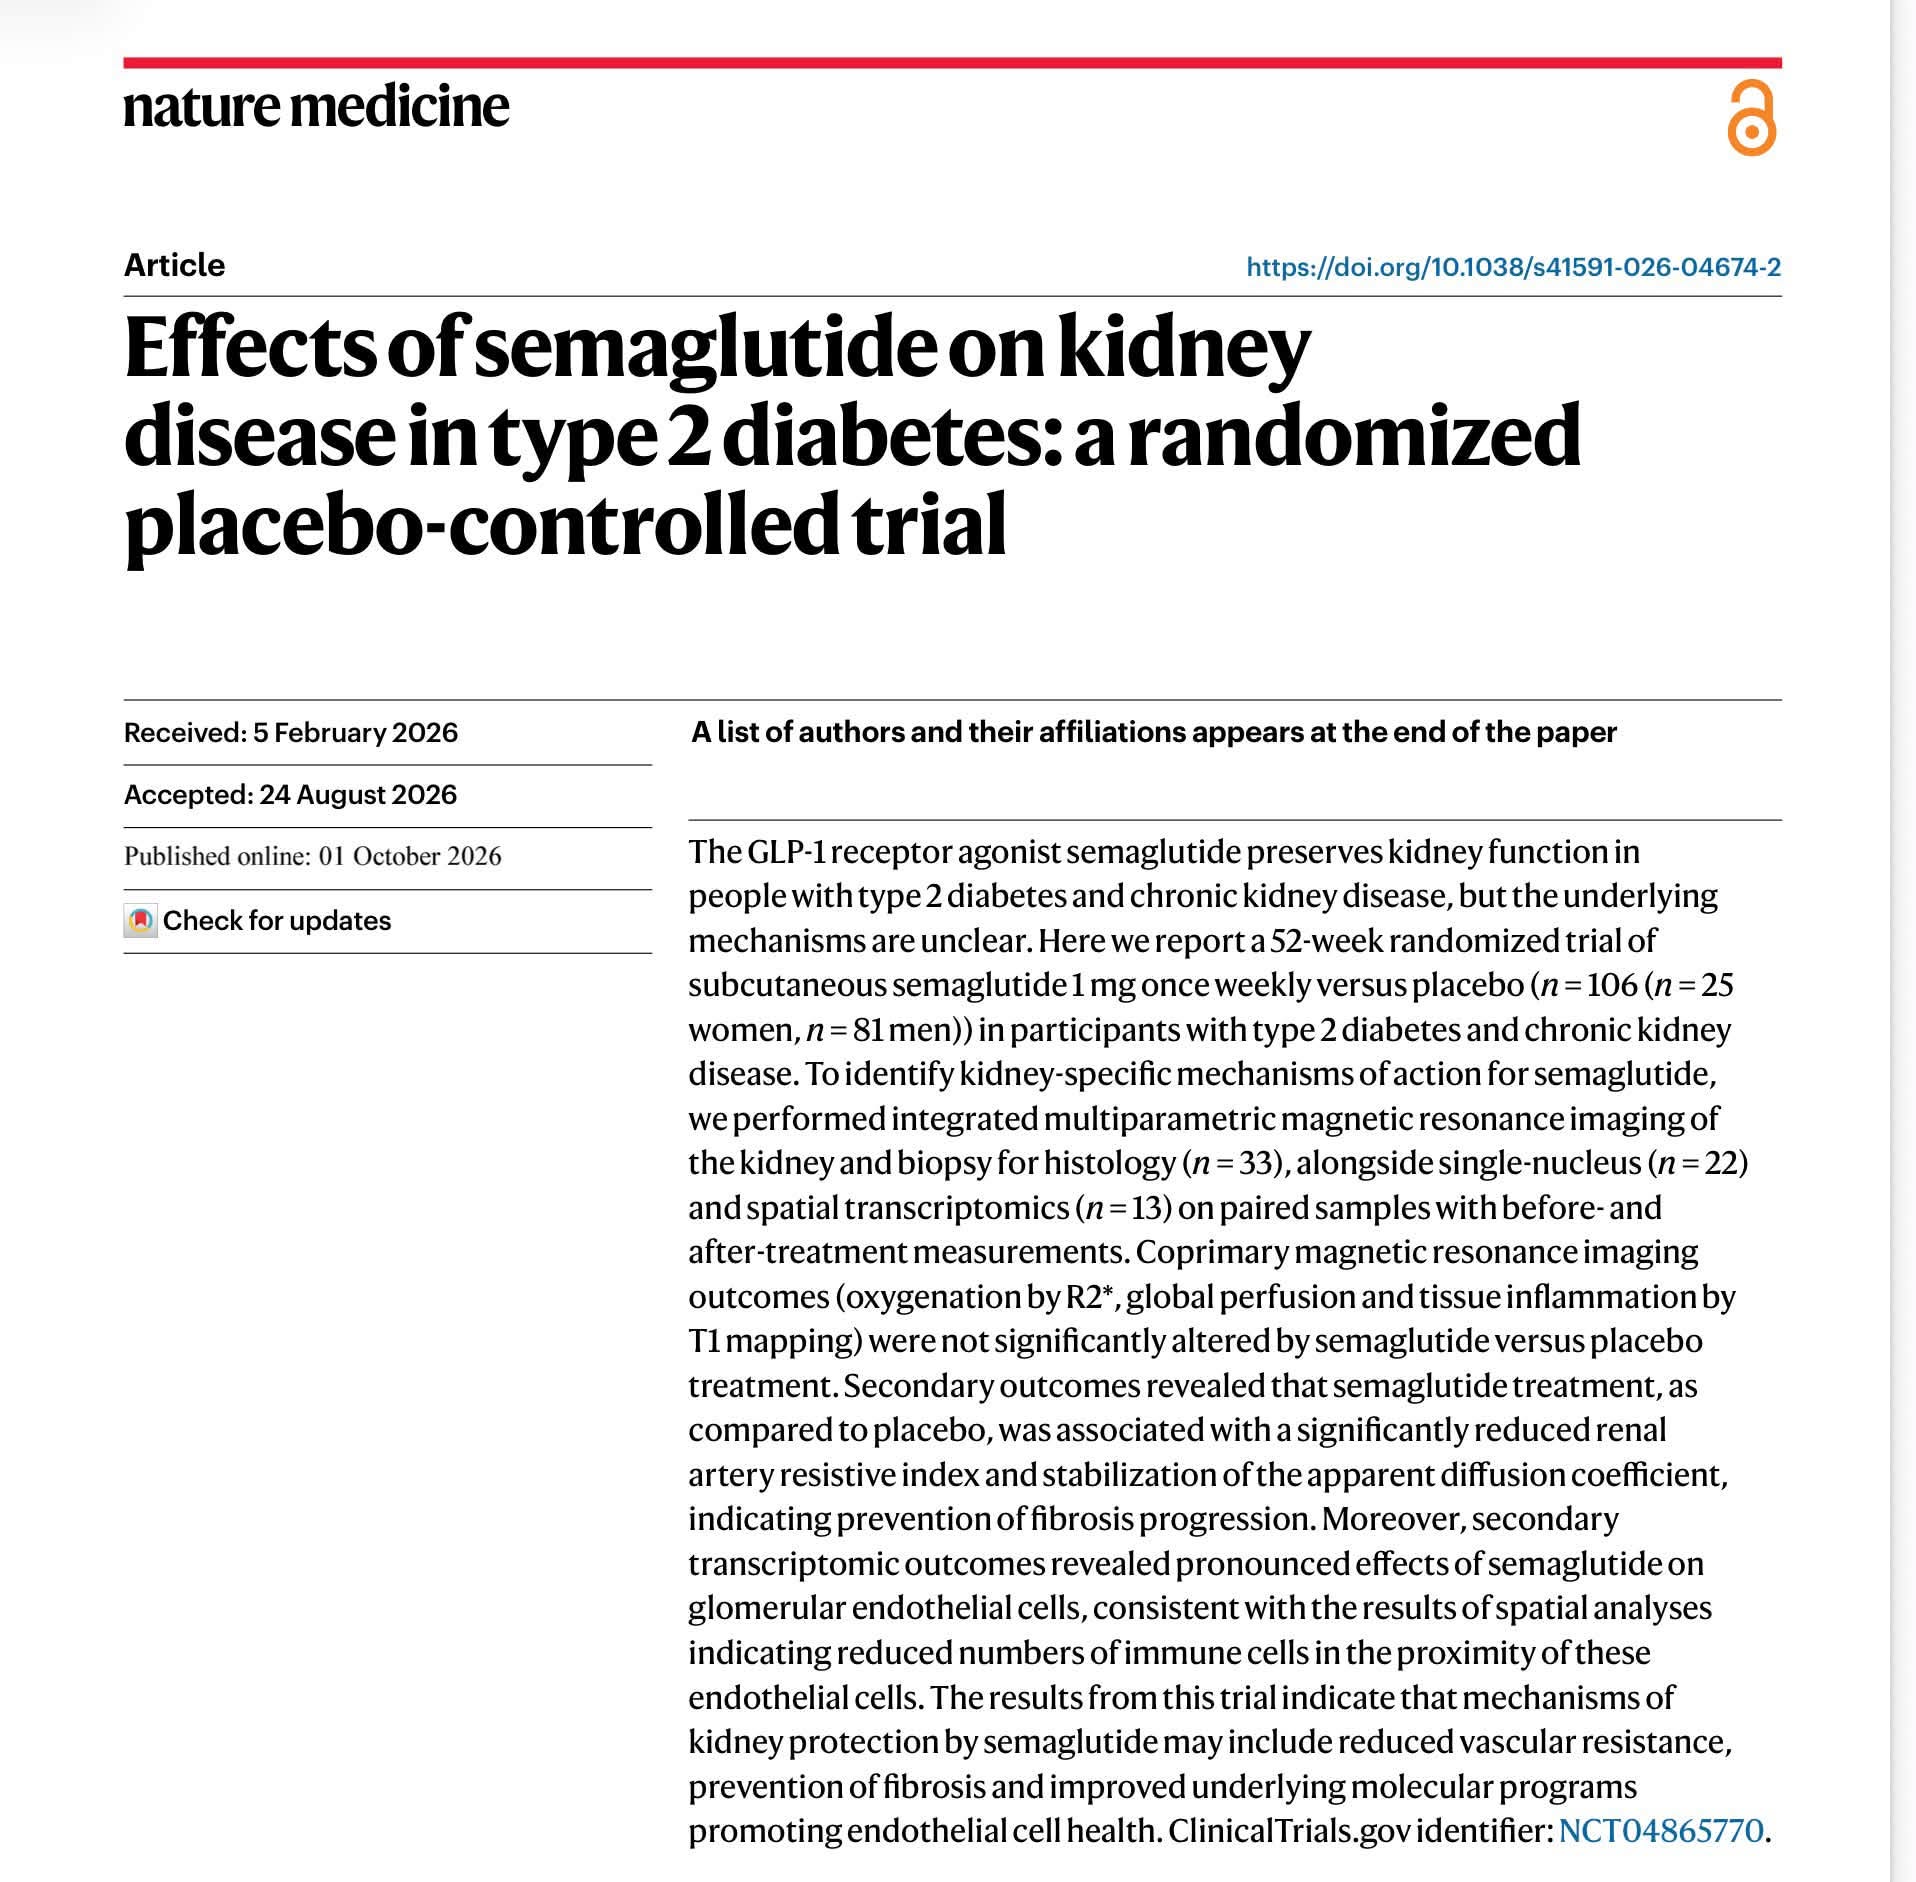 nature medicine
Article
https://doi.org/10.1038/s41591-026-04674-2
Effects of semaglutide on kidney
disease in type 2 diabetes: a randomized
placebo-controlled trial
Received: 5 February 2026
Accepted: 24 August 2026
Published online: 01 October 2026
Check for updates
A list of authors and their affiliations appears at the end of the paper
The GLP-1 receptor agonist semaglutide preserves kidney function in
people with type 2 diabetes and chronic kidney disease, but the underlying
mechanisms are unclear. Here we report a 52-week randomized trial of
subcutaneous semaglutide 1 mg once weekly versus placebo (n = 106 (n = 25
women, n = 81 men)) in participants with type 2 diabetes and chronic kidney
disease. To identify kidney-specific mechanisms of action for semaglutide,
we performed integrated multiparametric magnetic resonance imaging of
the kidney and biopsy for histology (n = 33), alongside single-nucleus (n = 22)
and spatial transcriptomics (n = 13) on paired samples with before- and
after-treatment measurements. Coprimary magnetic resonance imaging
outcomes (oxygenation by R2*, global perfusion and tissue inflammation by
T1 mapping) were not significantly altered by semaglutide versus placebo
treatment. Secondary outcomes revealed that semaglutide treatment, as
compared to placebo, was associated with a significantly reduced renal
artery resistive index and stabilization of the apparent diffusion coefficient,
indicating prevention of fibrosis progression. Moreover, secondary
transcriptomic outcomes revealed pronounced effects of semaglutide on
glomerular endothelial cells, consistent with the results of spatial analyses
indicating reduced numbers of immune cells in the proximity of these
endothelial cells. The results from this trial indicate that mechanisms of
kidney protection by semaglutide may include reduced vascular resistance,
prevention of fibrosis and improved underlying molecular programs
promoting endothelial cell health. ClinicalTrials.gov identifier: NCT04865770.